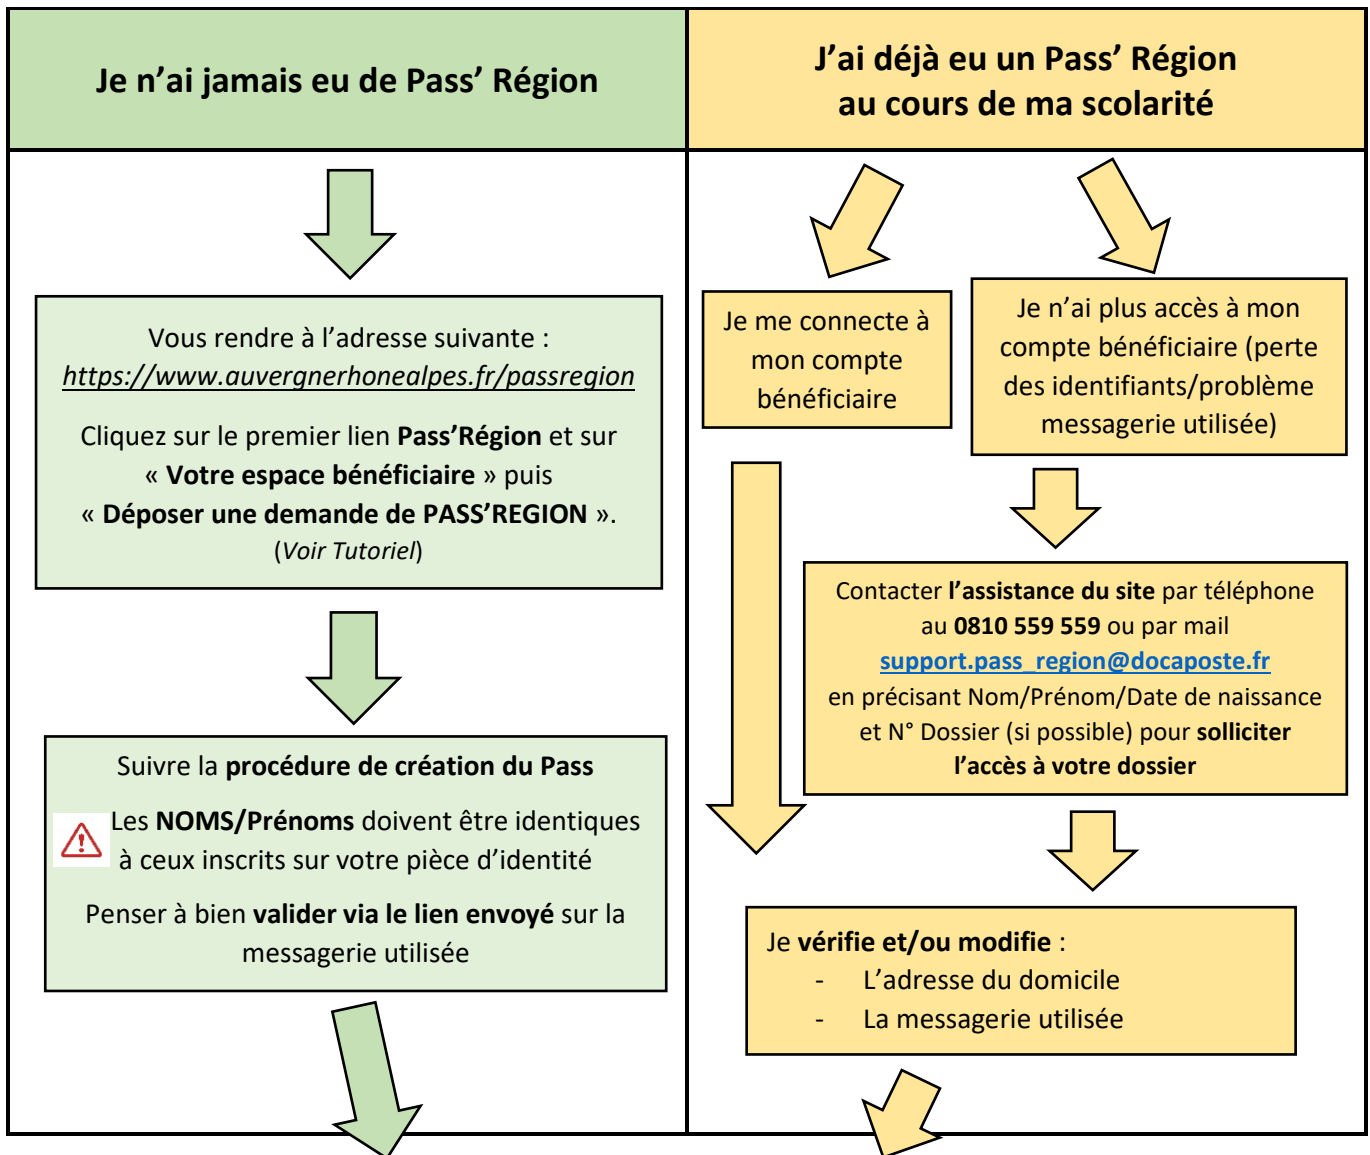 Je n’ai jamais eu de Pass’ Région
Vous rendre à l’adresse suivante :
https://www.auvergnerhonealpes.fr/passregion
Cliquez sur le premier lien Pass’Région et sur
« Votre espace bénéficiaire » puis
« Déposer une demande de PASS’REGION ».
(Voir Tutoriel)
Suivre la procédure de création du Pass
Les NOMS/Prénoms doivent être identiques
à ceux inscrits sur votre pièce d’identité
Penser à bien valider via le lien envoyé sur la
messagerie utilisée
J’ai déjà eu un Pass’ Région
au cours de ma scolarité
Je me connecte à
mon compte
bénéficiaire
Je n’ai plus accès à mon
compte bénéficiaire (perte
des identifiants/problème
messagerie utilisée)
Contacter l’assistance du site par téléphone
au 0810 559 559 ou par mail
support.pass_region@docaposte.fr
en précisant Nom/Prénom/Date de naissance
et N° Dossier (si possible) pour solliciter
l’accès à votre dossier
Je vérifie et/ou modifie :
- L’adresse du domicile
- La messagerie utilisée